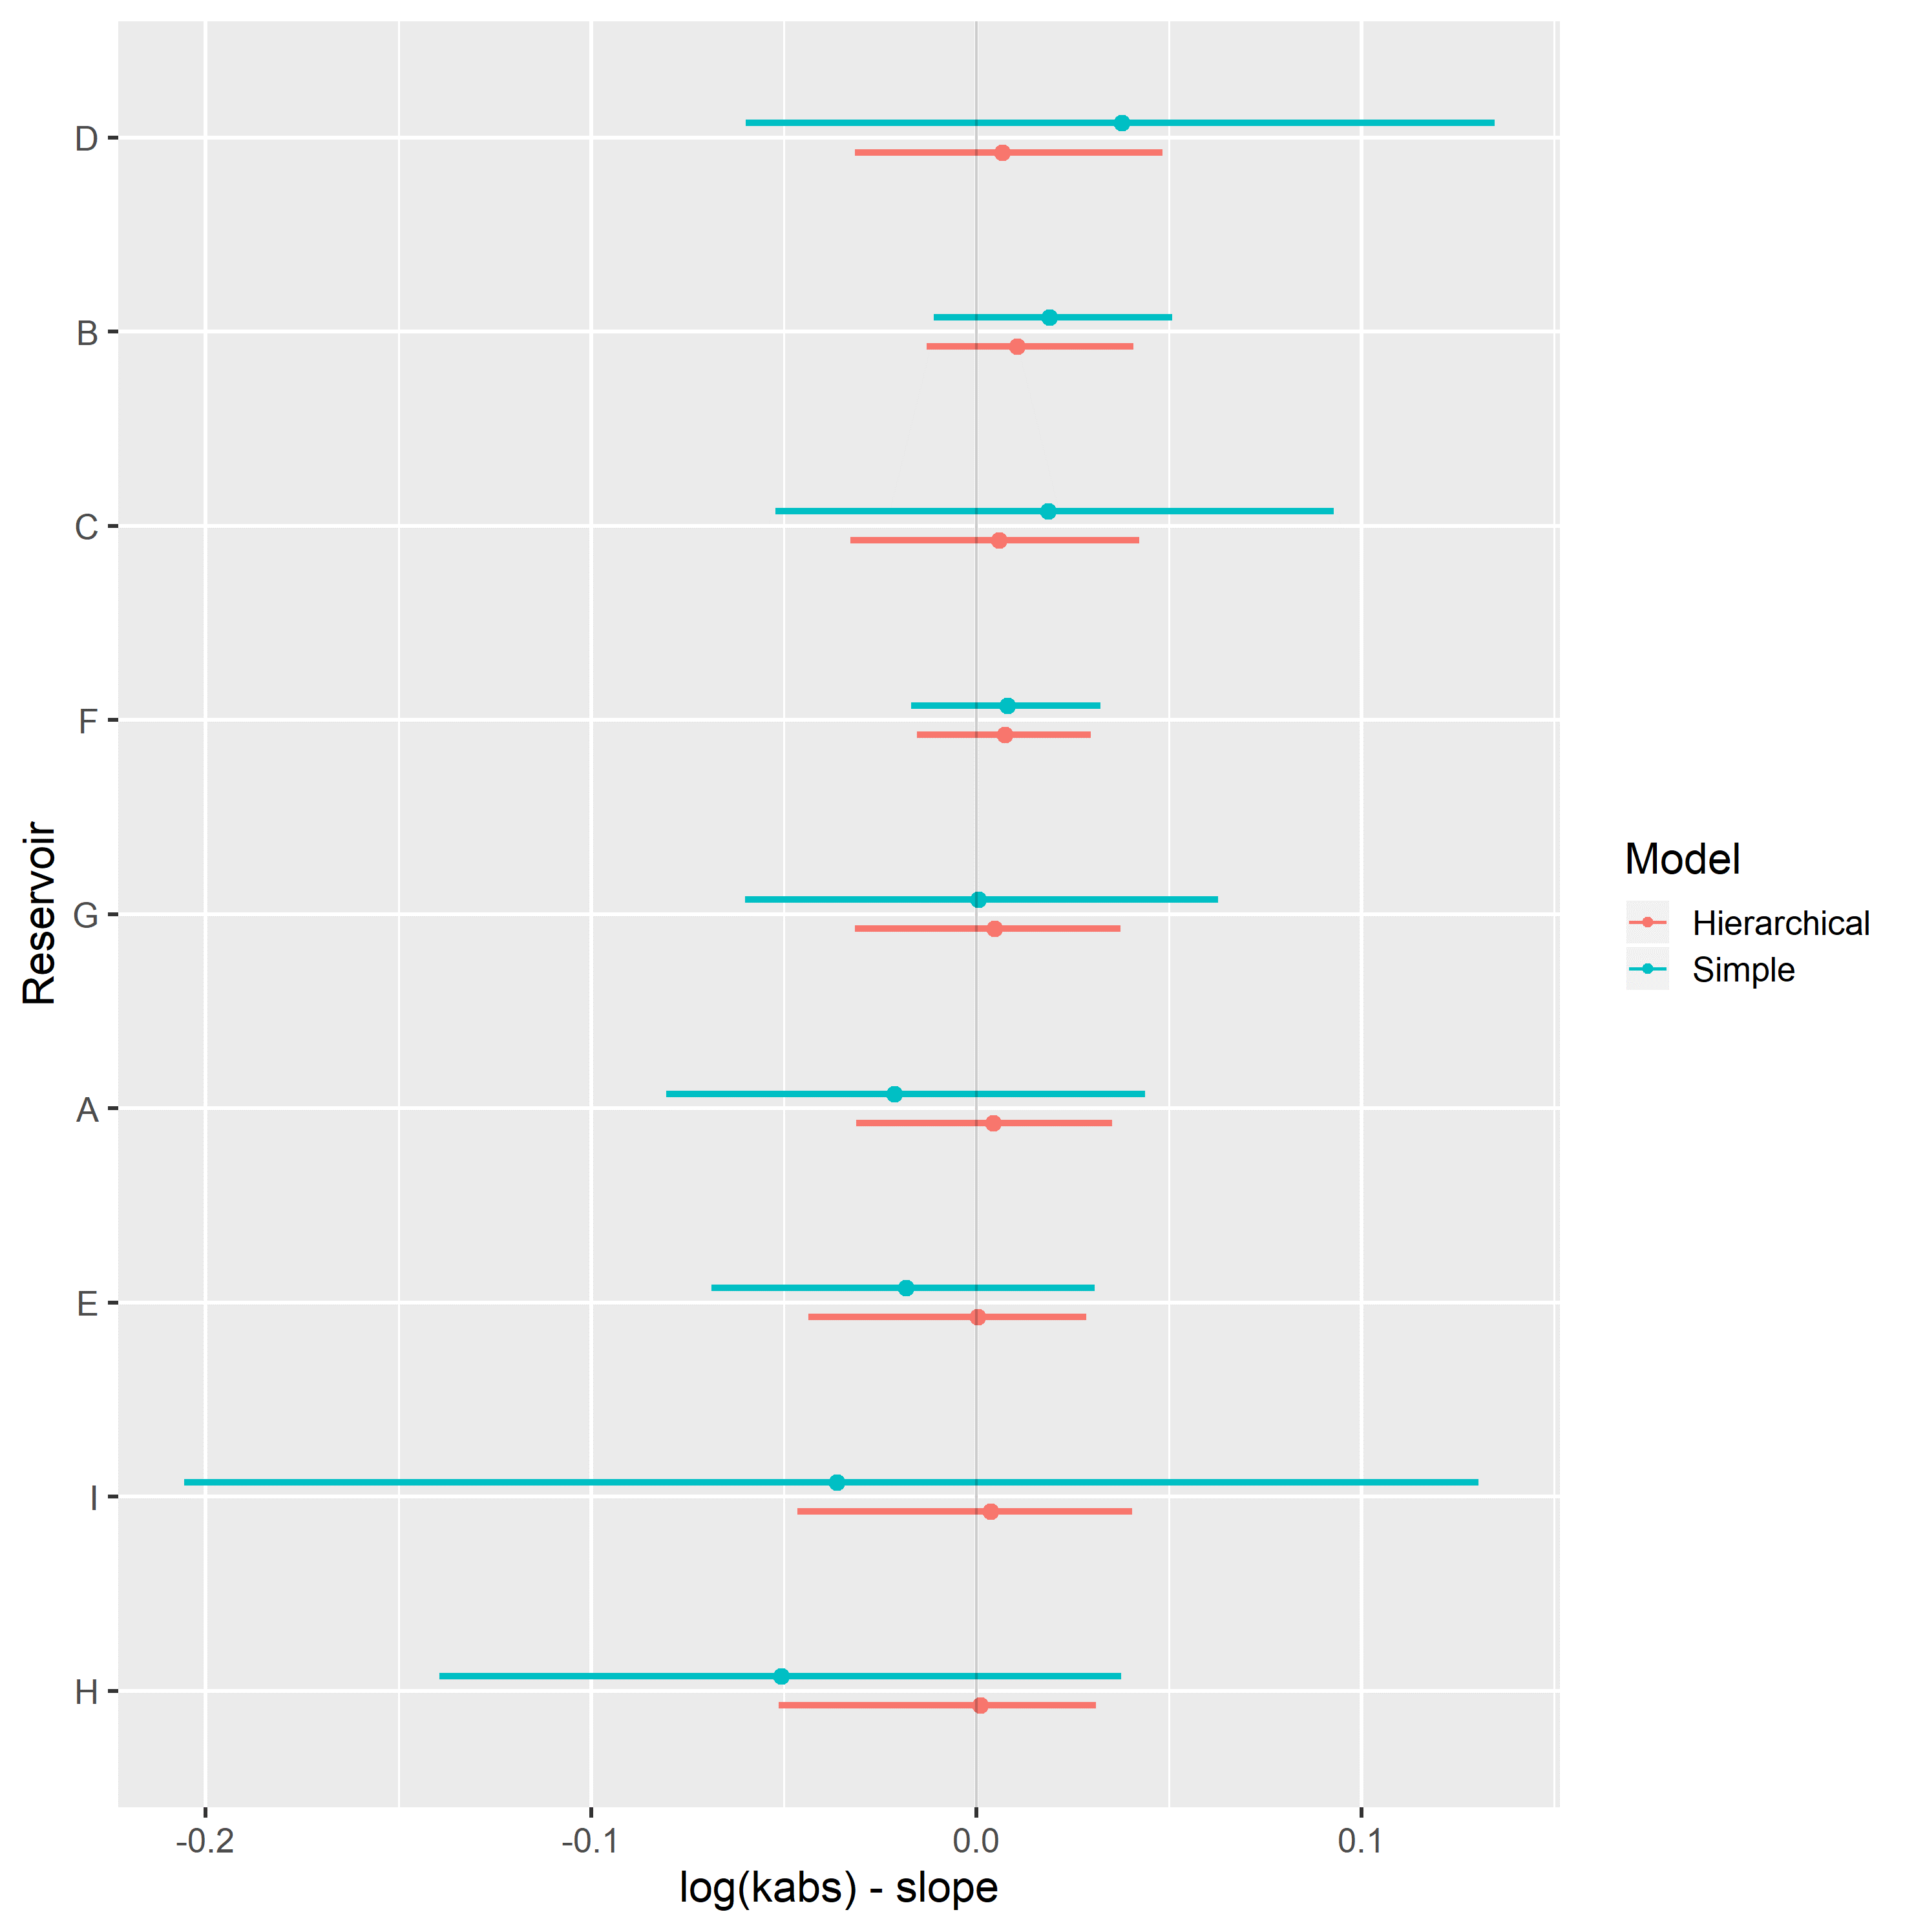 Reservoir
D
B
C
F
G
A
E
I
H
-0.2
-0.1
0.0
0.1
log(kabs) - slope
Model
Hierarchical
Simple